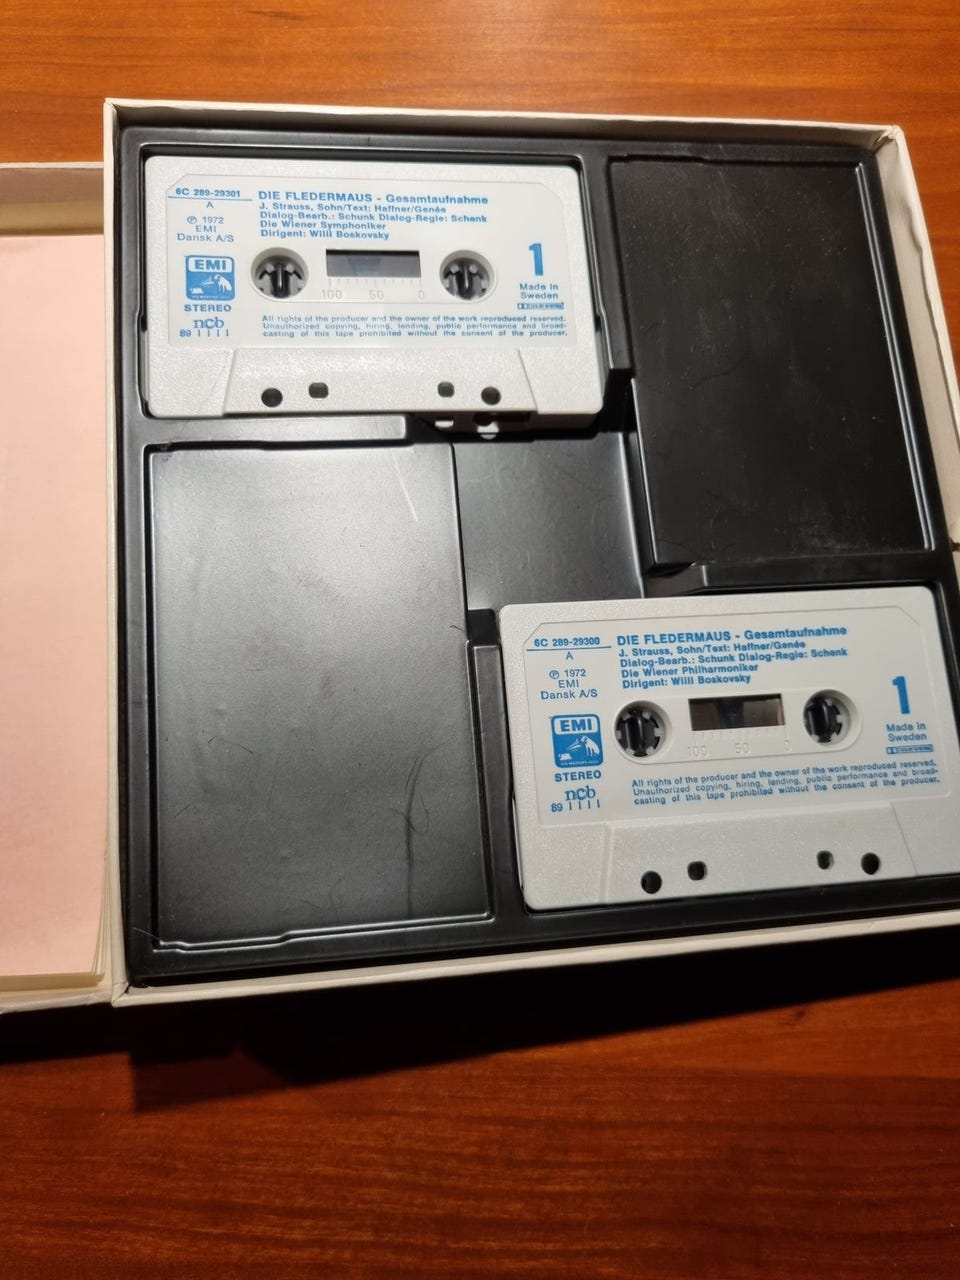 6C 289-29301
A
℗ 1972
EMI
Dansk A/S
EMI
STEREO
ncb
89
DIE FLEDERMAUS - Gesamtaufnahme
J. Strauss, Sohn/Text: Haffner/Genée
Dialog-Bearb.: Schunk Dialog-Regie: Schenk
Die Wiener Symphoniker
Dirigent: Willi Boskovsky
100 50 0
1
Made in
Sweden
All rights of the producer and the owner of the work reproduced reserved.
Unauthorized copying, hiring, lending, public performance and broad-
casting of this tape prohibited without the consent of the producer.
6C 289-29300
A
℗ 1972
EMI
Dansk A/S
EMI
STEREO
ncb
89
DIE FLEDERMAUS - Gesamtaufnahme
J. Strauss, Sohn/Text: Haffner/Genée
Dialog-Bearb.: Schunk Dialog-Regie: Schenk
Die Wiener Philharmoniker
Dirigent: Willi Boskovsky
100 50 0
1
Made in
Sweden
All rights of the producer and the owner of the work reproduced reserved.
Unauthorized copying, hiring, lending, public performance and broad-
casting of this tape prohibited without the consent of the producer.